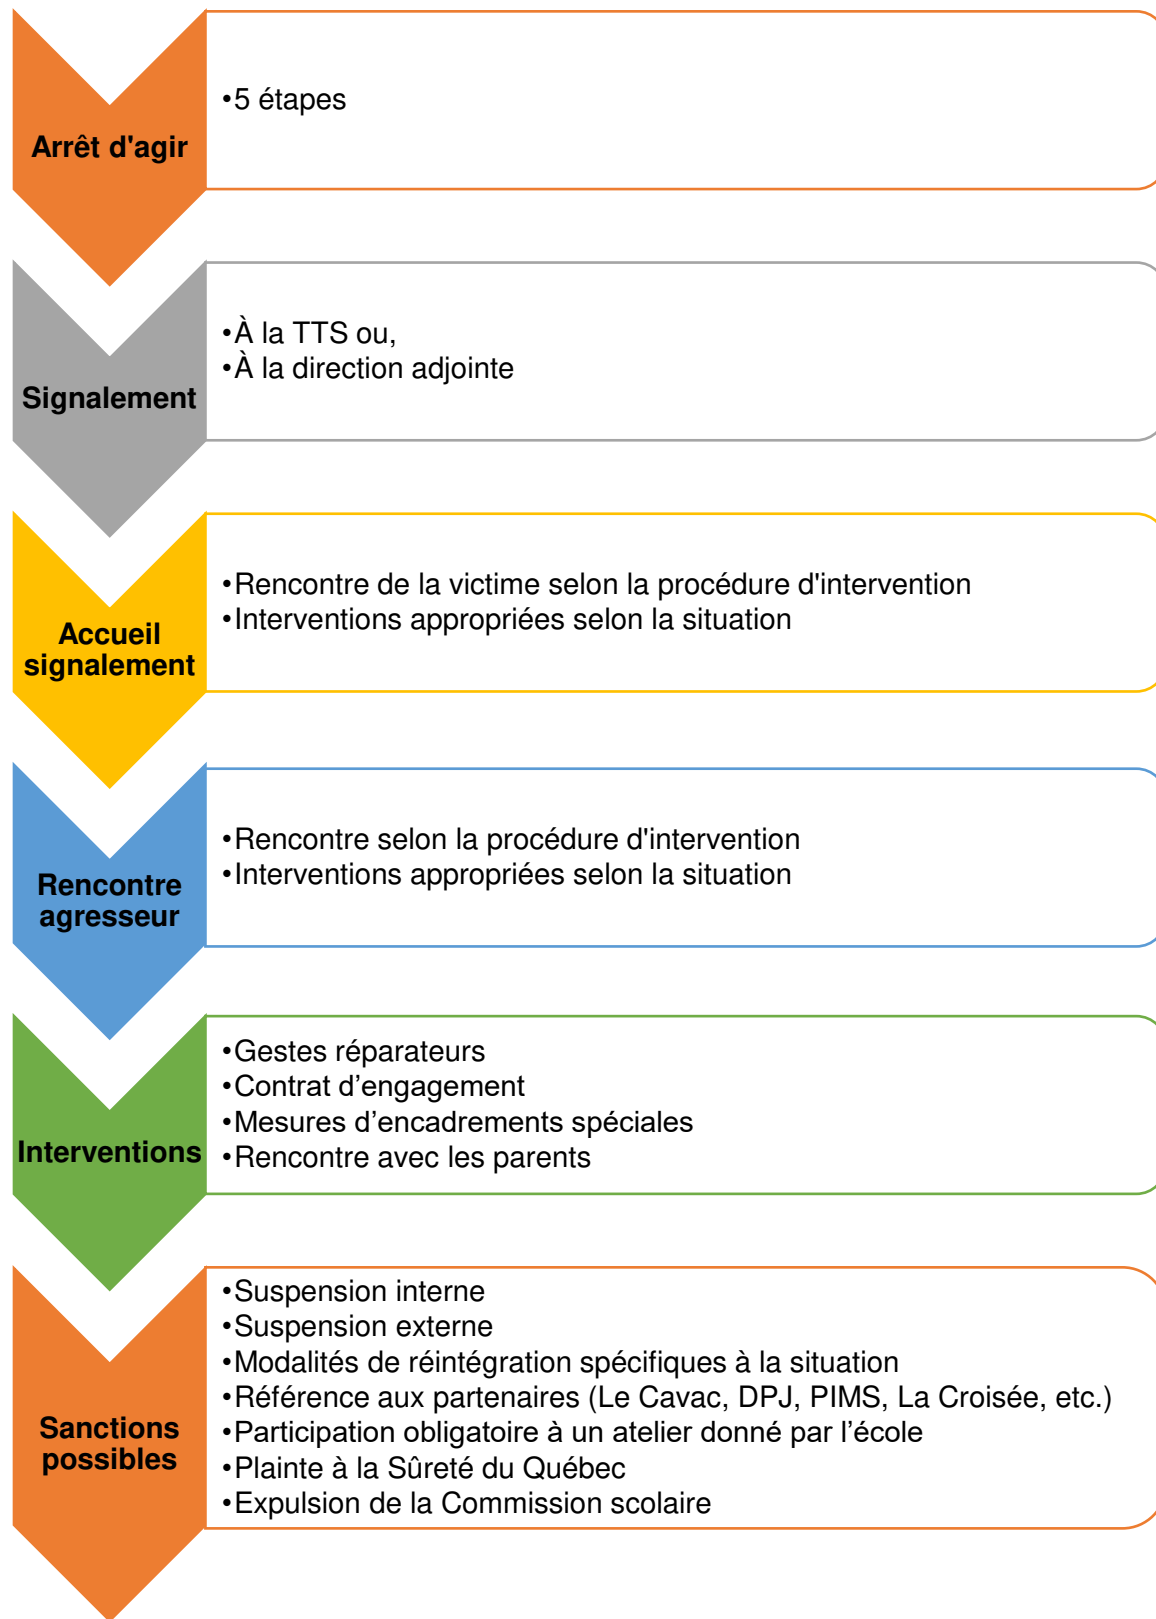 Arrêt d'agir
•5 étapes
Signalement
•À la TTS ou,
•À la direction adjointe
Accueil
signalement
•Rencontre de la victime selon la procédure d'intervention
•Interventions appropriées selon la situation
Rencontre
agresseur
•Rencontre selon la procédure d'intervention
•Interventions appropriées selon la situation
Interventions
•Gestes réparateurs
•Contrat d’engagement
•Mesures d’encadrements spéciales
•Rencontre avec les parents
Sanctions
possibles
•Suspension interne
•Suspension externe
•Modalités de réintégration spécifiques à la situation
•Référence aux partenaires (Le Cavac, DPJ, PIMS, La Croisée, etc.)
•Participation obligatoire à un atelier donné par l’école
•Plainte à la Sûreté du Québec
•Expulsion de la Commission scolaire